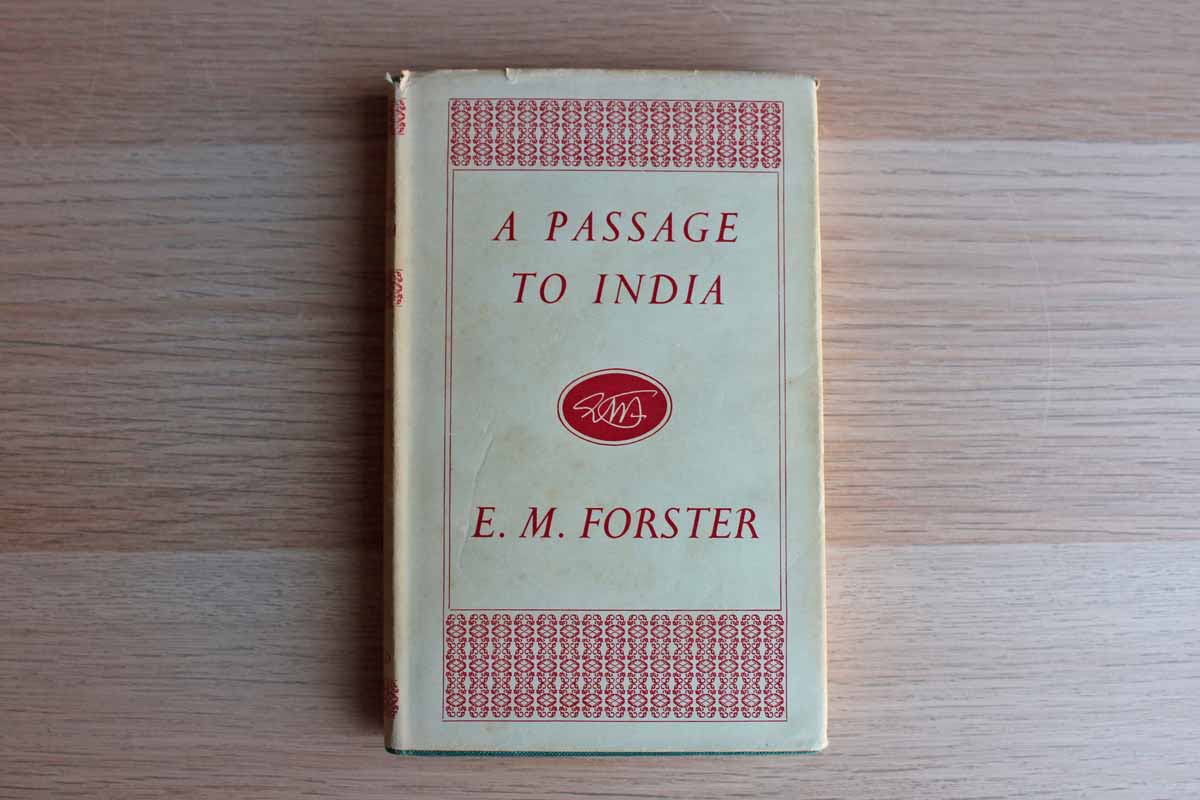 A PASSAGE
TO INDIA
E. M. FORSTER